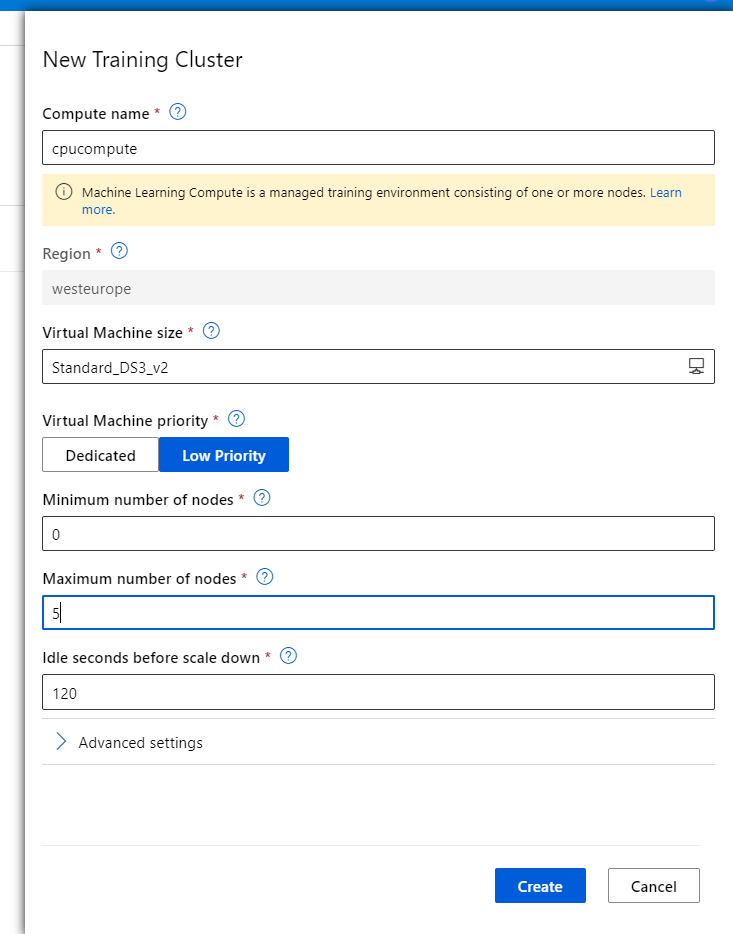 New Training Cluster
Compute name * ?
cpucompute
Machine Learning Compute is a managed training environment consisting of one or more nodes. Learn
more.
Region * ?
westeurope
Virtual Machine size * ?
Standard_DS3_v2
Virtual Machine priority * ?
Dedicated Low Priority
Minimum number of nodes * ?
0
Maximum number of nodes * ?
5
Idle seconds before scale down * ?
120
Advanced settings
Create Cancel